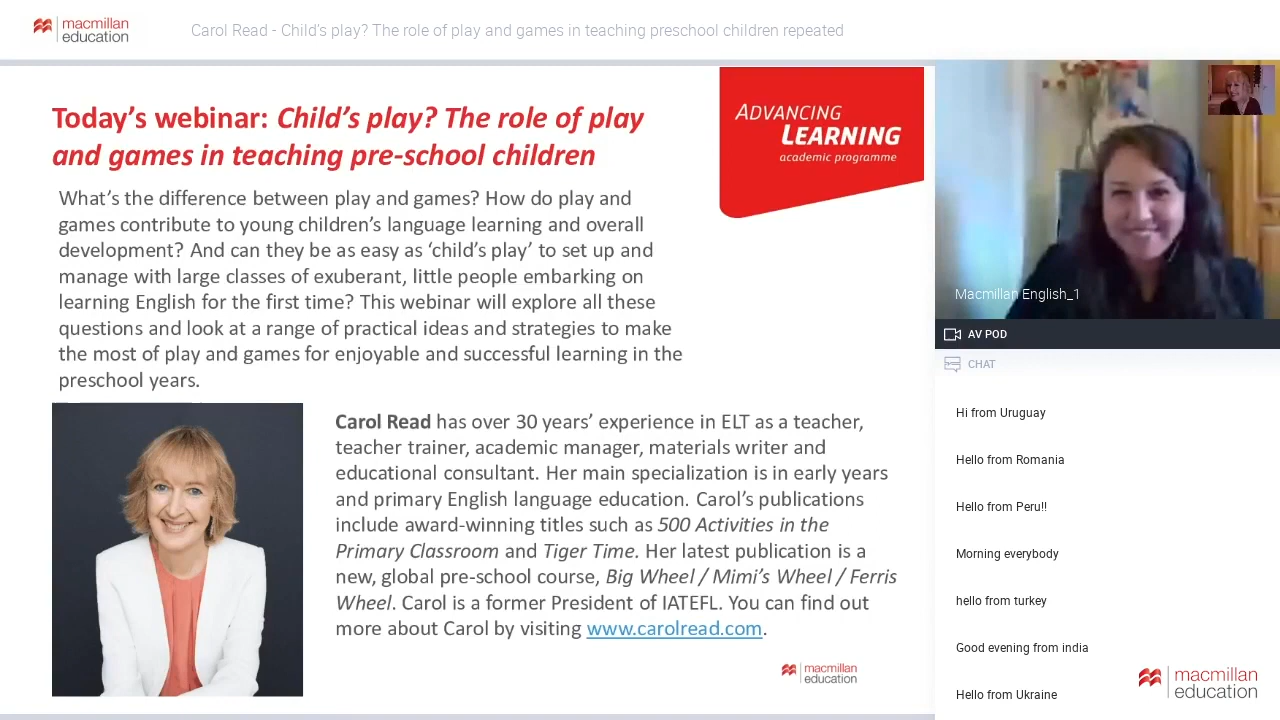 macmillan
education
Carol Read - Child's play? The role of play and games in teaching preschool children repeated
Today's webinar: Child's play? The role of play
and games in teaching pre-school children
ADVANCING
LEARNING
academic programme
What's the difference between play and games? How do play and
games contribute to young children's language learning and overall
development? And can they be as easy as 'child's play' to set up and
manage with large classes of exuberant, little people embarking on
learning English for the first time? This webinar will explore all these
questions and look at a range of practical ideas and strategies to make
the most of play and games for enjoyable and successful learning in the
preschool years.
Carol Read has over 30 years' experience in ELT as a teacher,
teacher trainer, academic manager, materials writer and
educational consultant. Her main specialization is in early years
and primary English language education. Carol's publications
include award-winning titles such as 500 Activities in the
Primary Classroom and Tiger Time. Her latest publication is a
new, global pre-school course, Big Wheel / Mimi's Wheel / Ferris
Wheel. Carol is a former President of IATEFL. You can find out
more about Carol by visiting www.carolread.com.
macmillan
education
Macmillan English_1
AV POD
CHAT
Hi from Uruguay
Hello from Romania
Hello from Peru!!
Morning everybody
hello from turkey
Good evening from india
Hello from Ukraine
macmillan
education